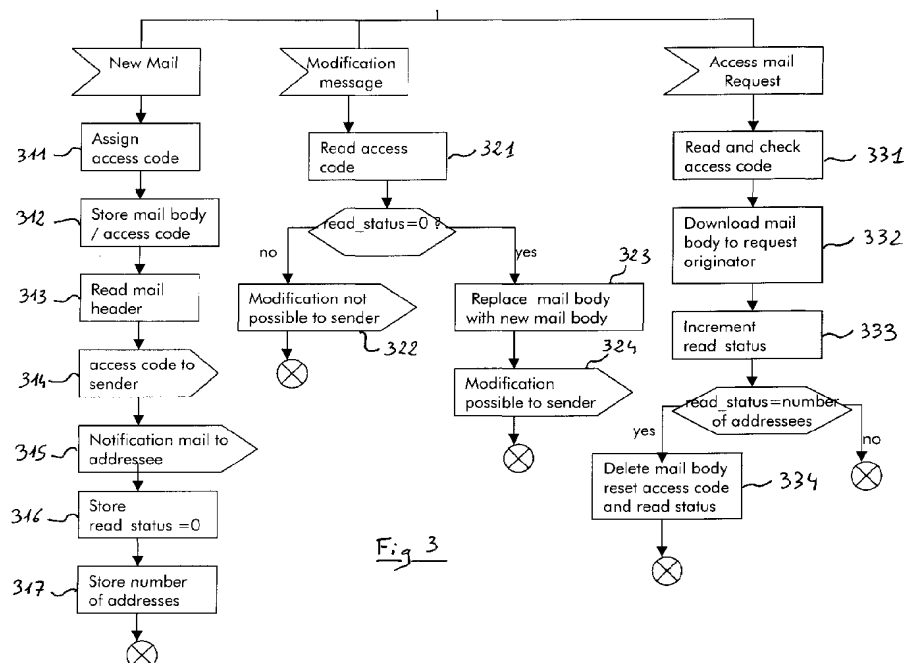 New Mail
311
Assign
access code
312
Store mail body
/ access code
313
Read mail
header
314
access code to
sender
315
Notification mail to
addressee
316
Store
read_status =0
317
Store number
of addresses
Modification
message
Read access
code
321
read_status=0 ?
no
yes
Modification not
possible to sender
322
323
Replace mail body
with new mail body
324
Modification
possible to sender
Access mail
Request
Read and check
access code
331
Download mail
body to request
originator
332
Increment
read_status
333
read_status=number
of addressees
yes
no
Delete mail body
reset access code
and read status
334
Fig 3